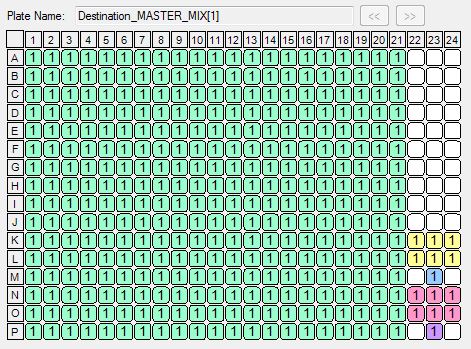 Plate Name: Destination_MASTER_MIX[1] << >>
1 2 3 4 5 6 7 8 9 10 11 12 13 14 15 16 17 18 19 20 21 22 23 24
A 1 1 1 1 1 1 1 1 1 1 1 1 1 1 1 1 1 1 1 1 1
B 1 1 1 1 1 1 1 1 1 1 1 1 1 1 1 1 1 1 1 1 1
C 1 1 1 1 1 1 1 1 1 1 1 1 1 1 1 1 1 1 1 1 1
D 1 1 1 1 1 1 1 1 1 1 1 1 1 1 1 1 1 1 1 1 1
E 1 1 1 1 1 1 1 1 1 1 1 1 1 1 1 1 1 1 1 1 1
F 1 1 1 1 1 1 1 1 1 1 1 1 1 1 1 1 1 1 1 1 1
G 1 1 1 1 1 1 1 1 1 1 1 1 1 1 1 1 1 1 1 1 1
H 1 1 1 1 1 1 1 1 1 1 1 1 1 1 1 1 1 1 1 1 1
I 1 1 1 1 1 1 1 1 1 1 1 1 1 1 1 1 1 1 1 1 1
J 1 1 1 1 1 1 1 1 1 1 1 1 1 1 1 1 1 1 1 1 1
K 1 1 1 1 1 1 1 1 1 1 1 1 1 1 1 1 1 1 1 1 1 1 1 1
L 1 1 1 1 1 1 1 1 1 1 1 1 1 1 1 1 1 1 1 1 1 1 1 1
M 1 1 1 1 1 1 1 1 1 1 1 1 1 1 1 1 1 1 1 1 1 1
N 1 1 1 1 1 1 1 1 1 1 1 1 1 1 1 1 1 1 1 1 1 1 1 1
O 1 1 1 1 1 1 1 1 1 1 1 1 1 1 1 1 1 1 1 1 1 1 1 1
P 1 1 1 1 1 1 1 1 1 1 1 1 1 1 1 1 1 1 1 1 1 1